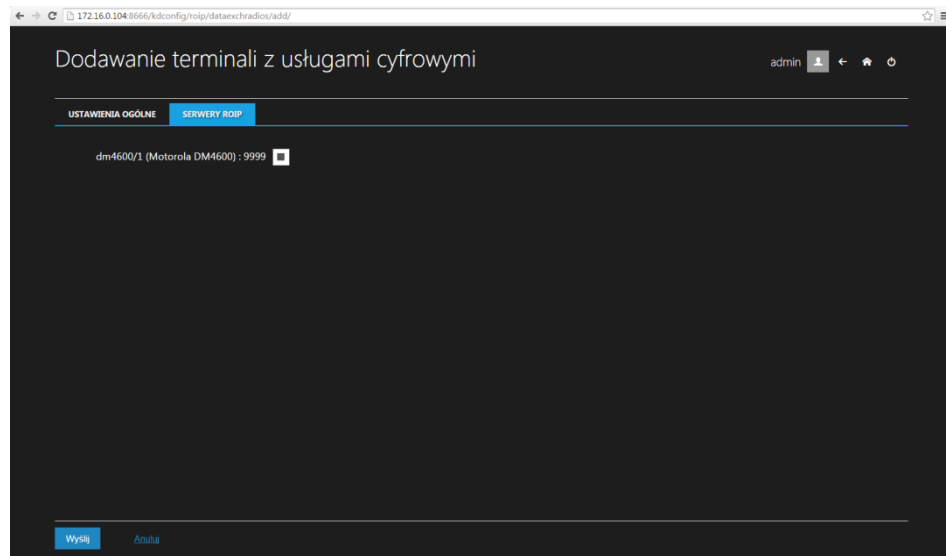 172.16.0.104:8666/kdconfig/roip/dataexchradios/add/
Dodawanie terminali z usługami cyfrowymi
admin
USTAWIENIA OGÓLNE
SERWERY ROIP
dm4600/1 (Motorola DM4600) : 9999
Wyślij
Anuluj